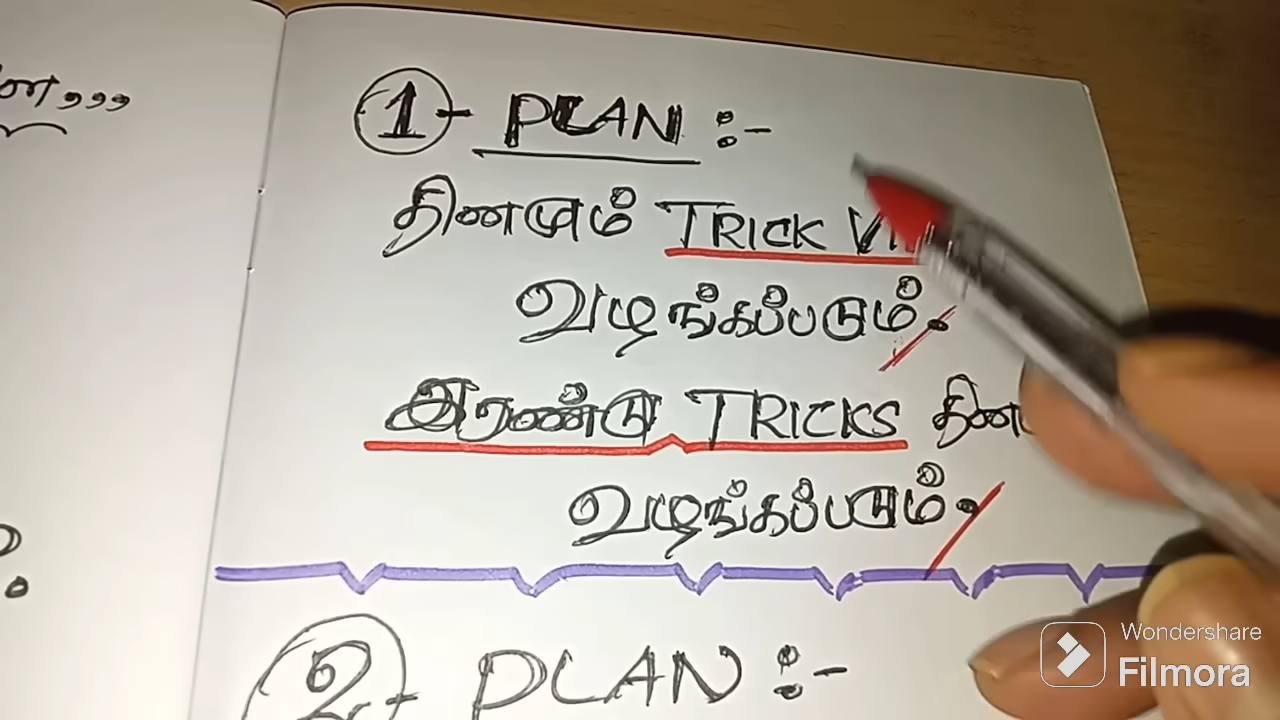 1- PLAN :-
தினமும் TRICK
வழங்கப்படும்.
இரண்டு TRICKS
வழங்கப்படும்.
2- PLAN :-
Wondershare
Filmora